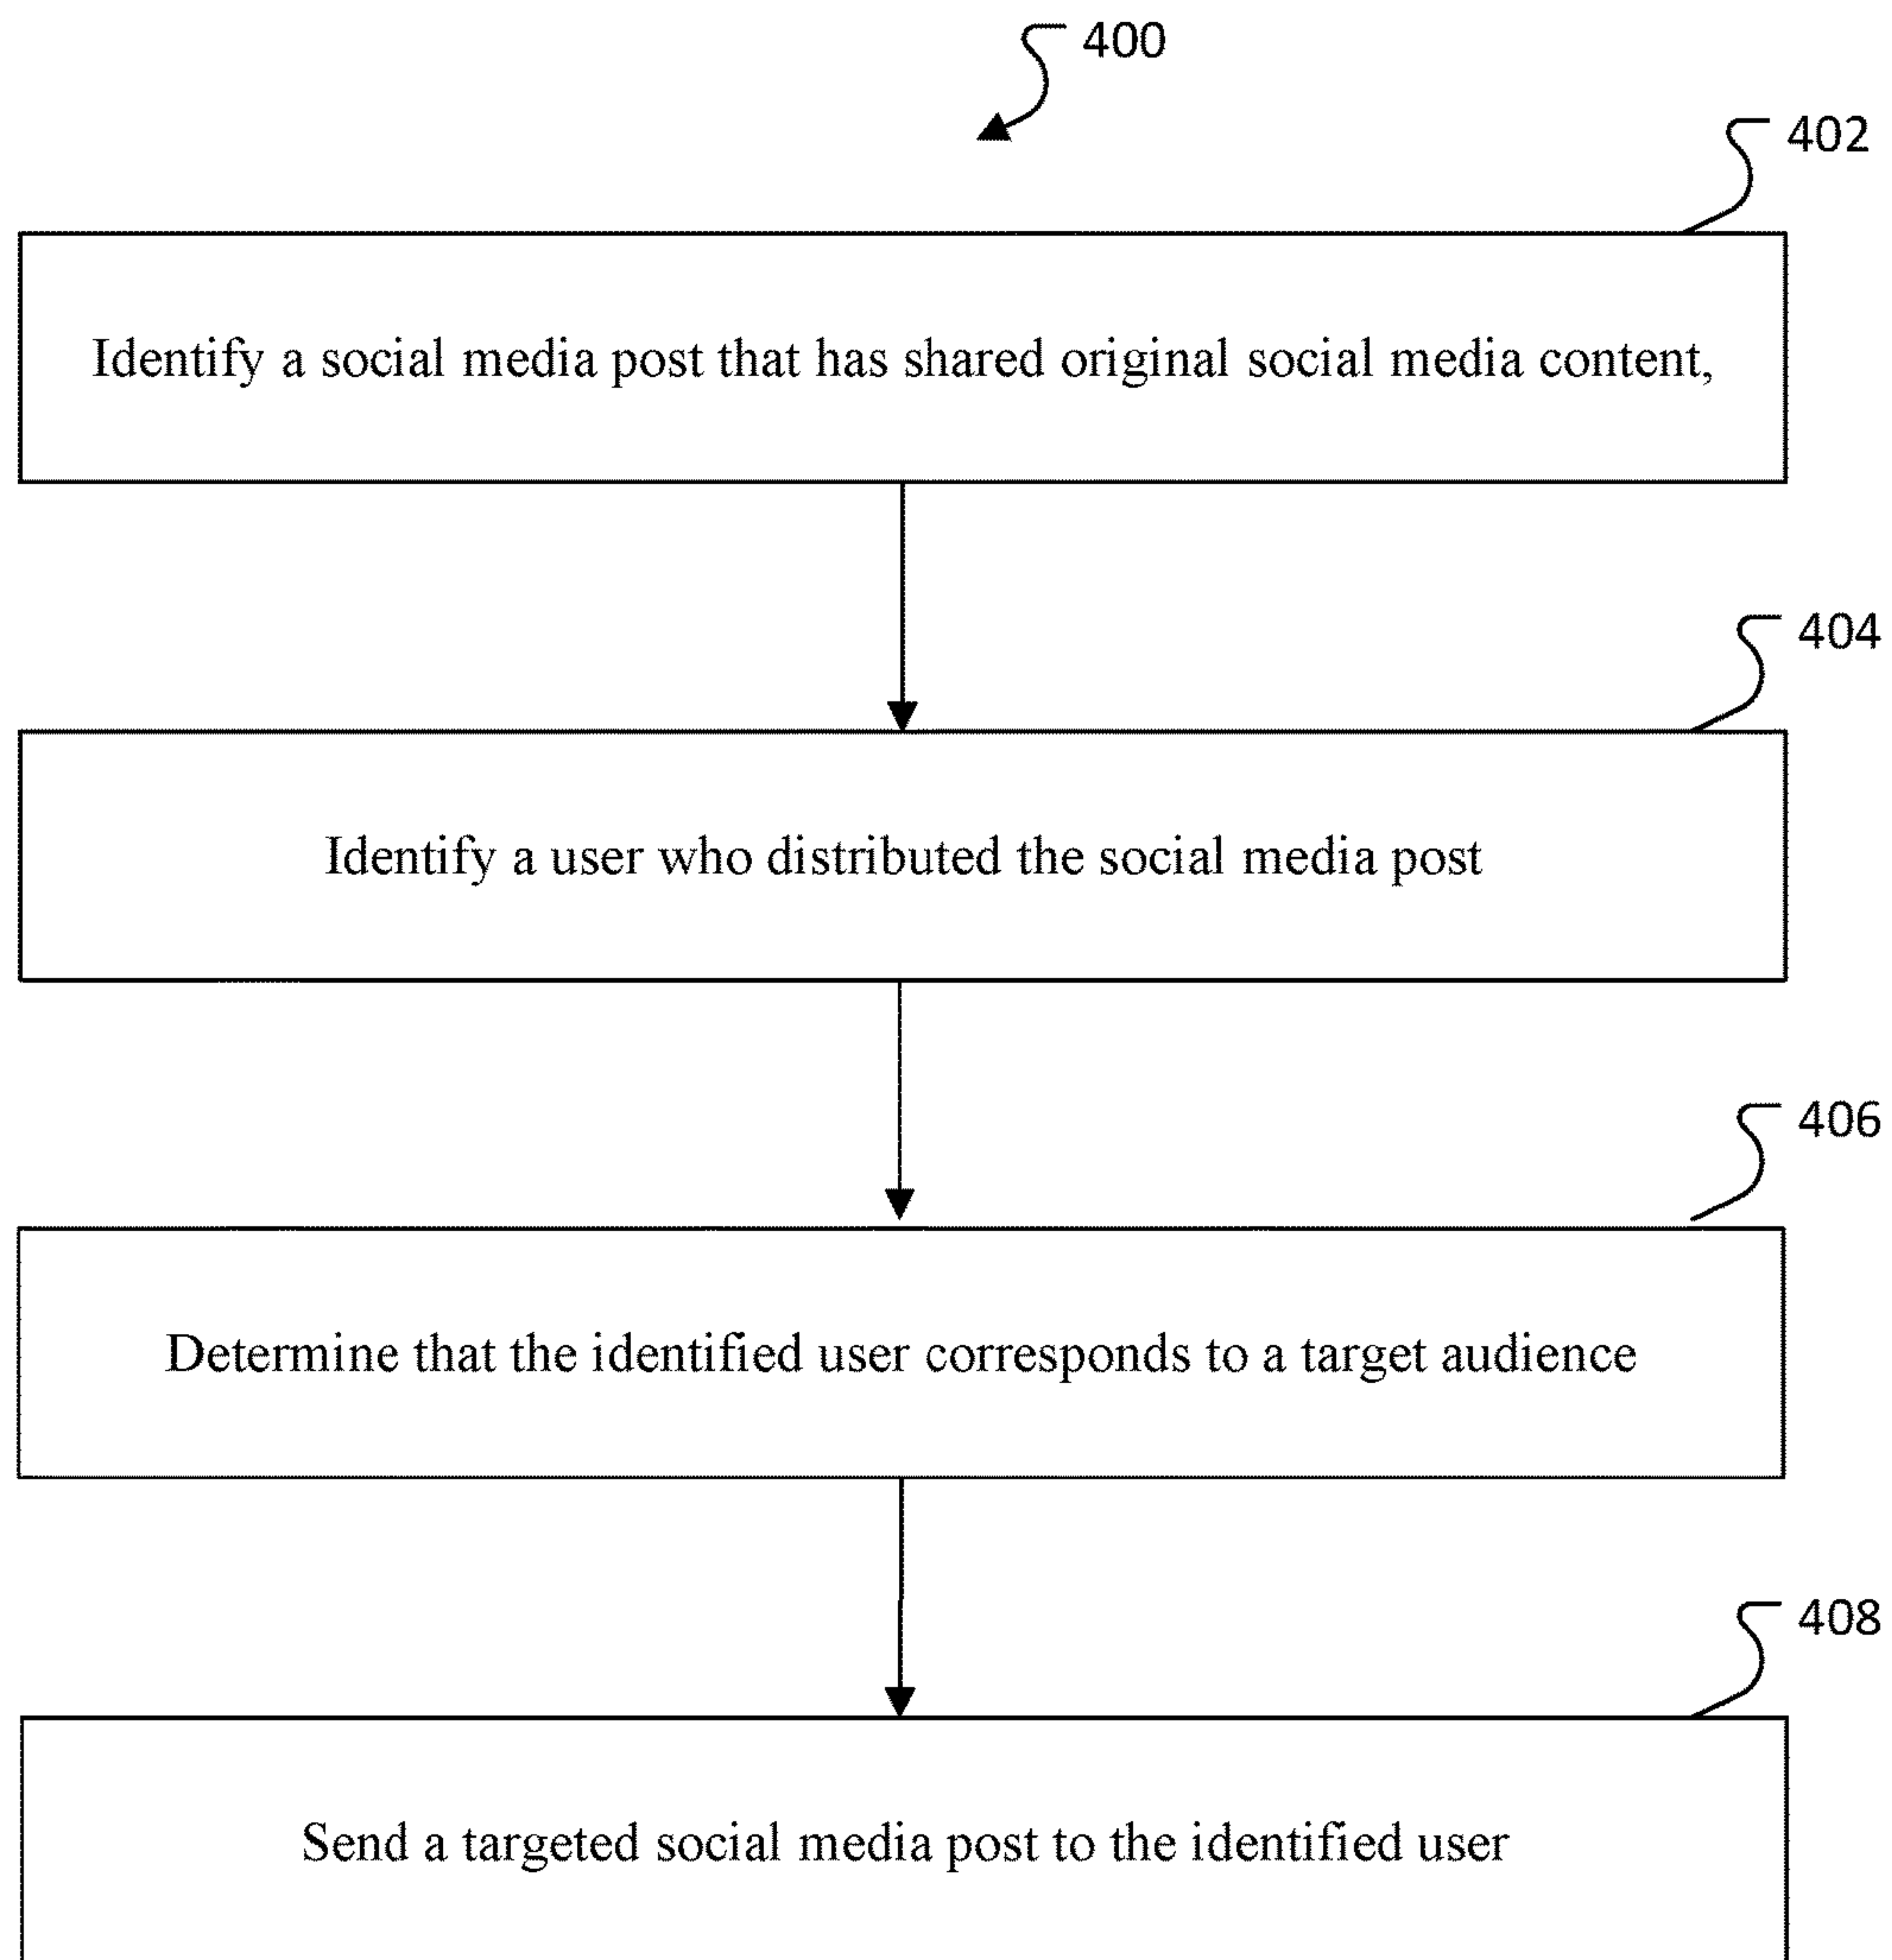 400
402
Identify a social media post that has shared original social media content,
404
Identify a user who distributed the social media post
406
Determine that the identified user corresponds to a target audience
408
Send a targeted social media post to the identified user